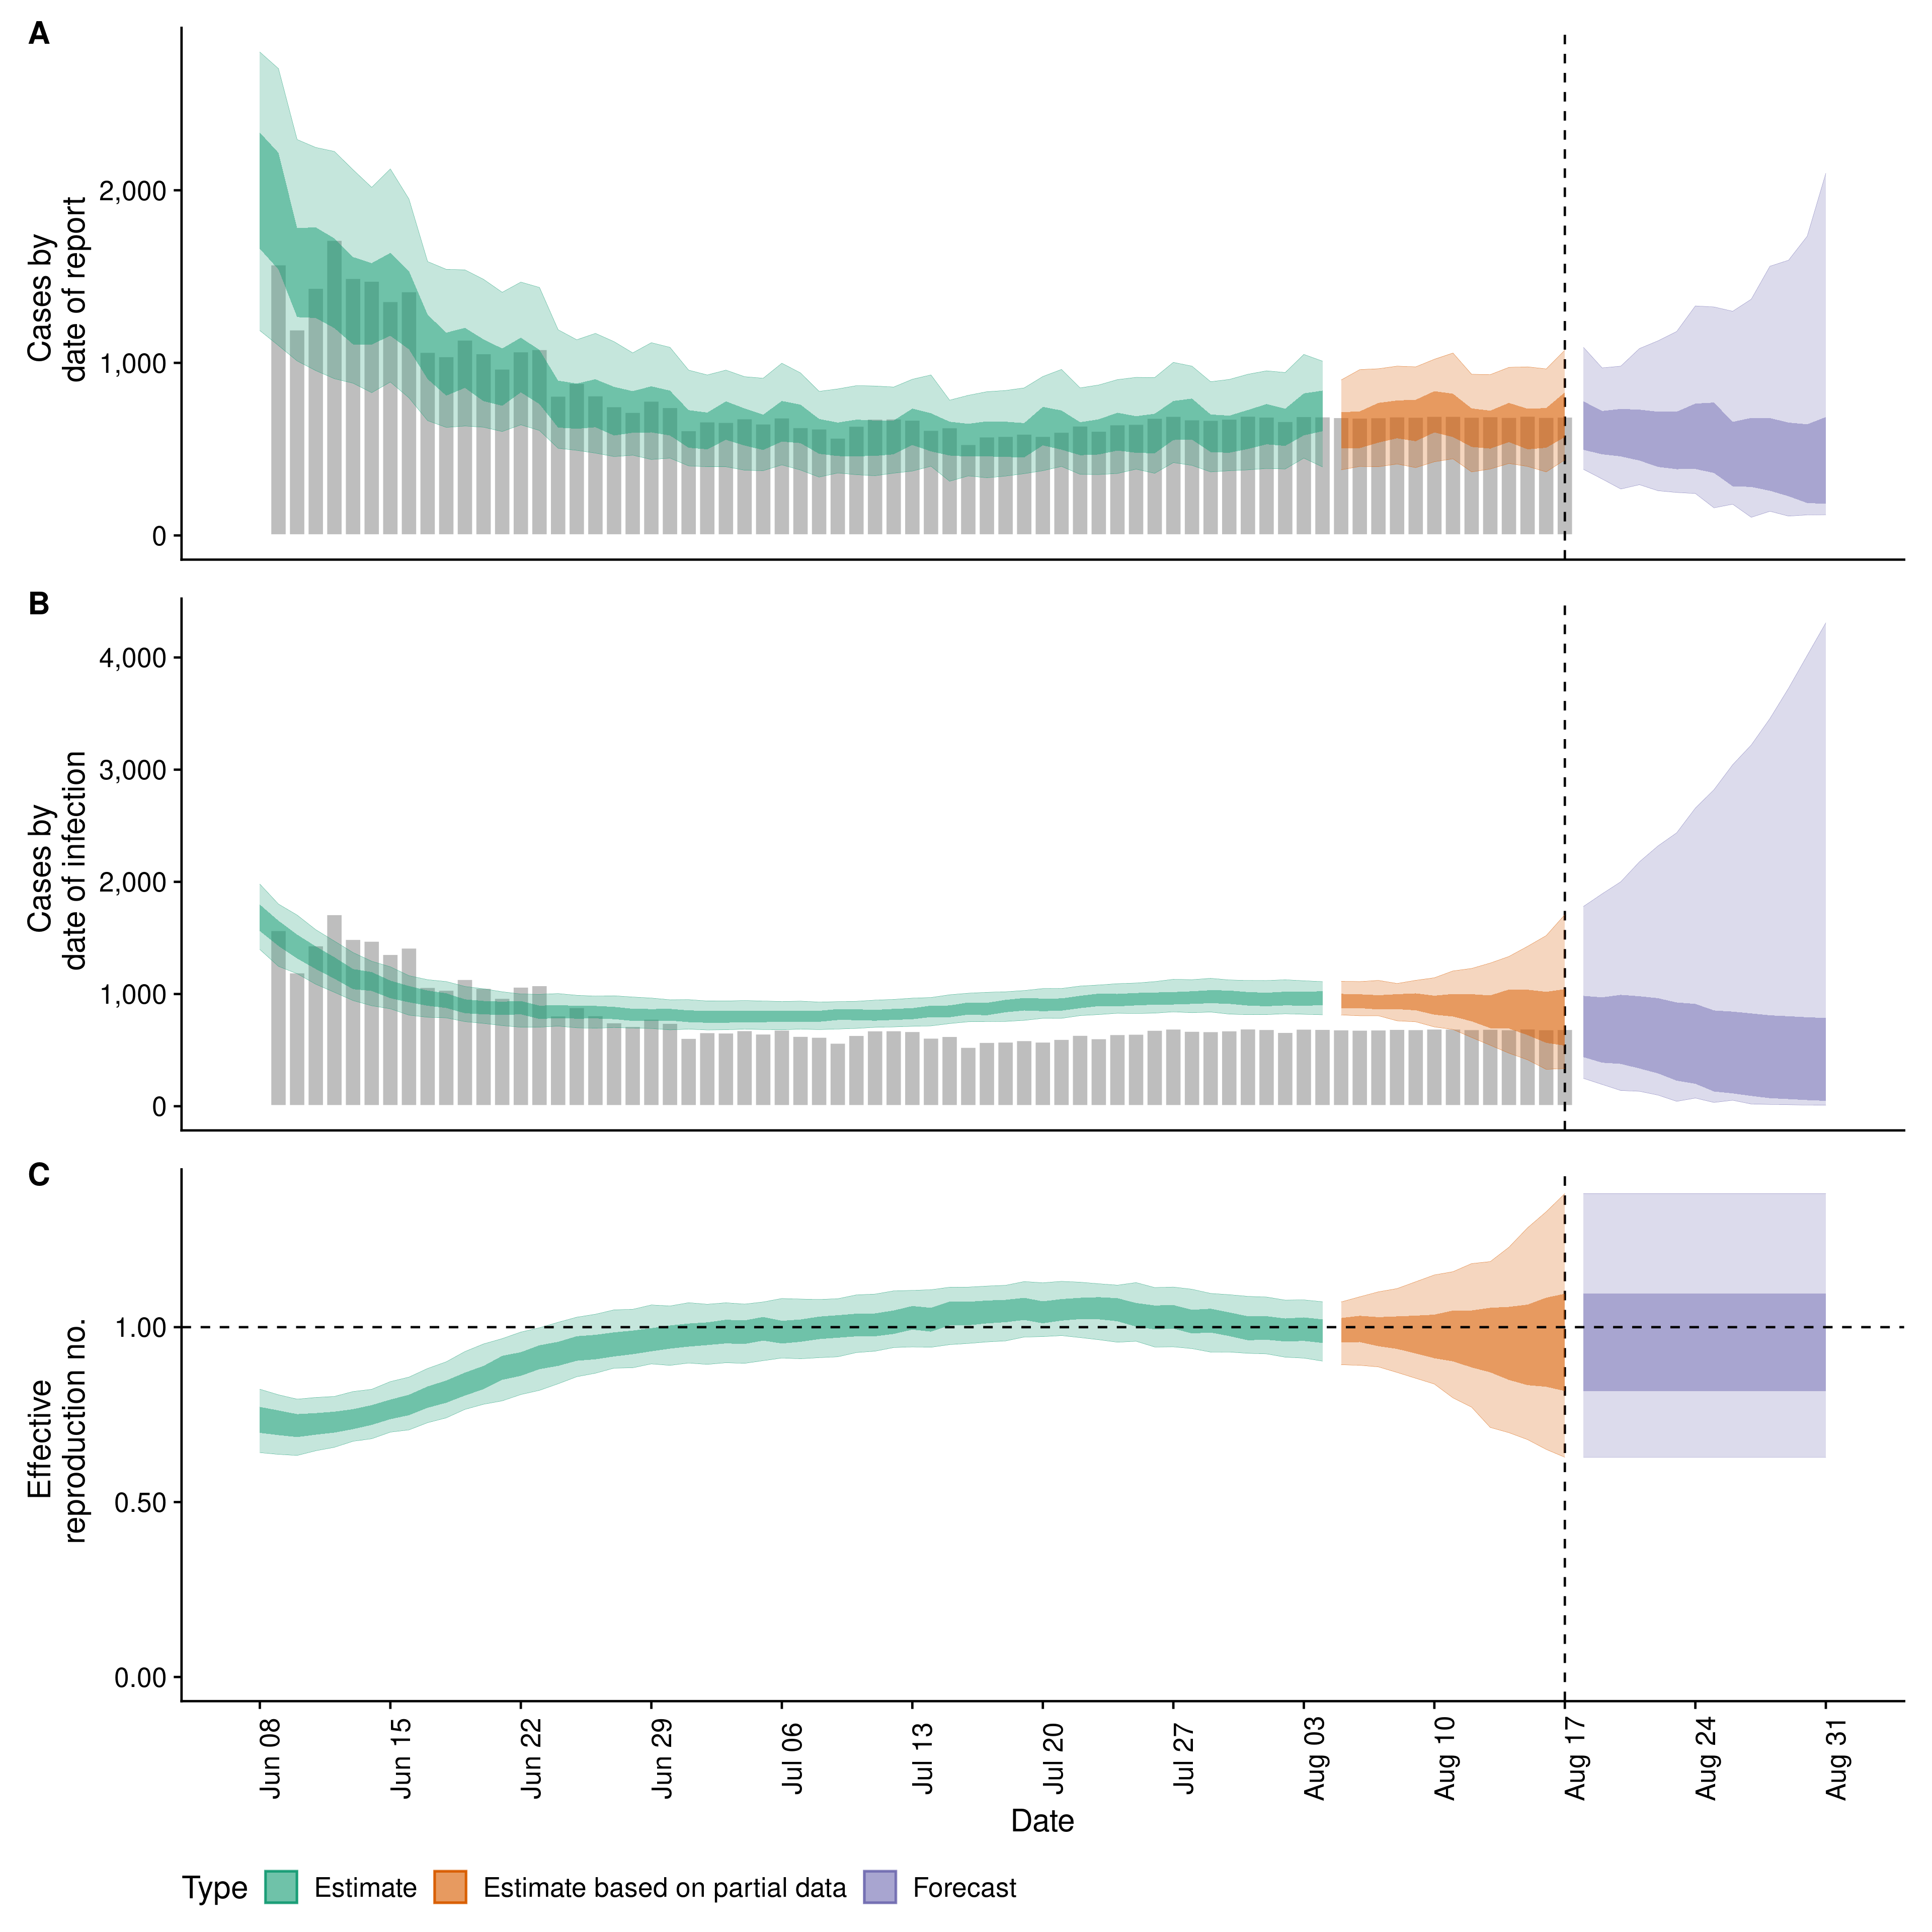 A
Cases by
date of report
2,000
1,000
0
B
Cases by
date of infection
4,000
3,000
2,000
1,000
0
C
Effective
reproduction no.
1.00
0.50
0.00
Jun 08
Jun 15
Jun 22
Jun 29
Jul 06
Jul 13
Jul 20
Jul 27
Aug 03
Aug 10
Aug 17
Aug 24
Aug 31
Date
Type Estimate Estimate based on partial data Forecast